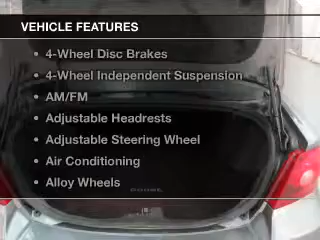 VEHICLE FEATURES
• 4-Wheel Disc Brakes
• 4-Wheel Independent Suspension
• AM/FM
• Adjustable Headrests
• Adjustable Steering Wheel
• Air Conditioning
• Alloy Wheels